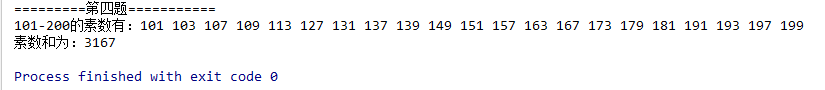 =========第四题===========
101-200的素数有：101 103 107 109 113 127 131 137 139 149 151 157 163 167 173 179 181 191 193 197 199
素数和为：3167
Process finished with exit code 0